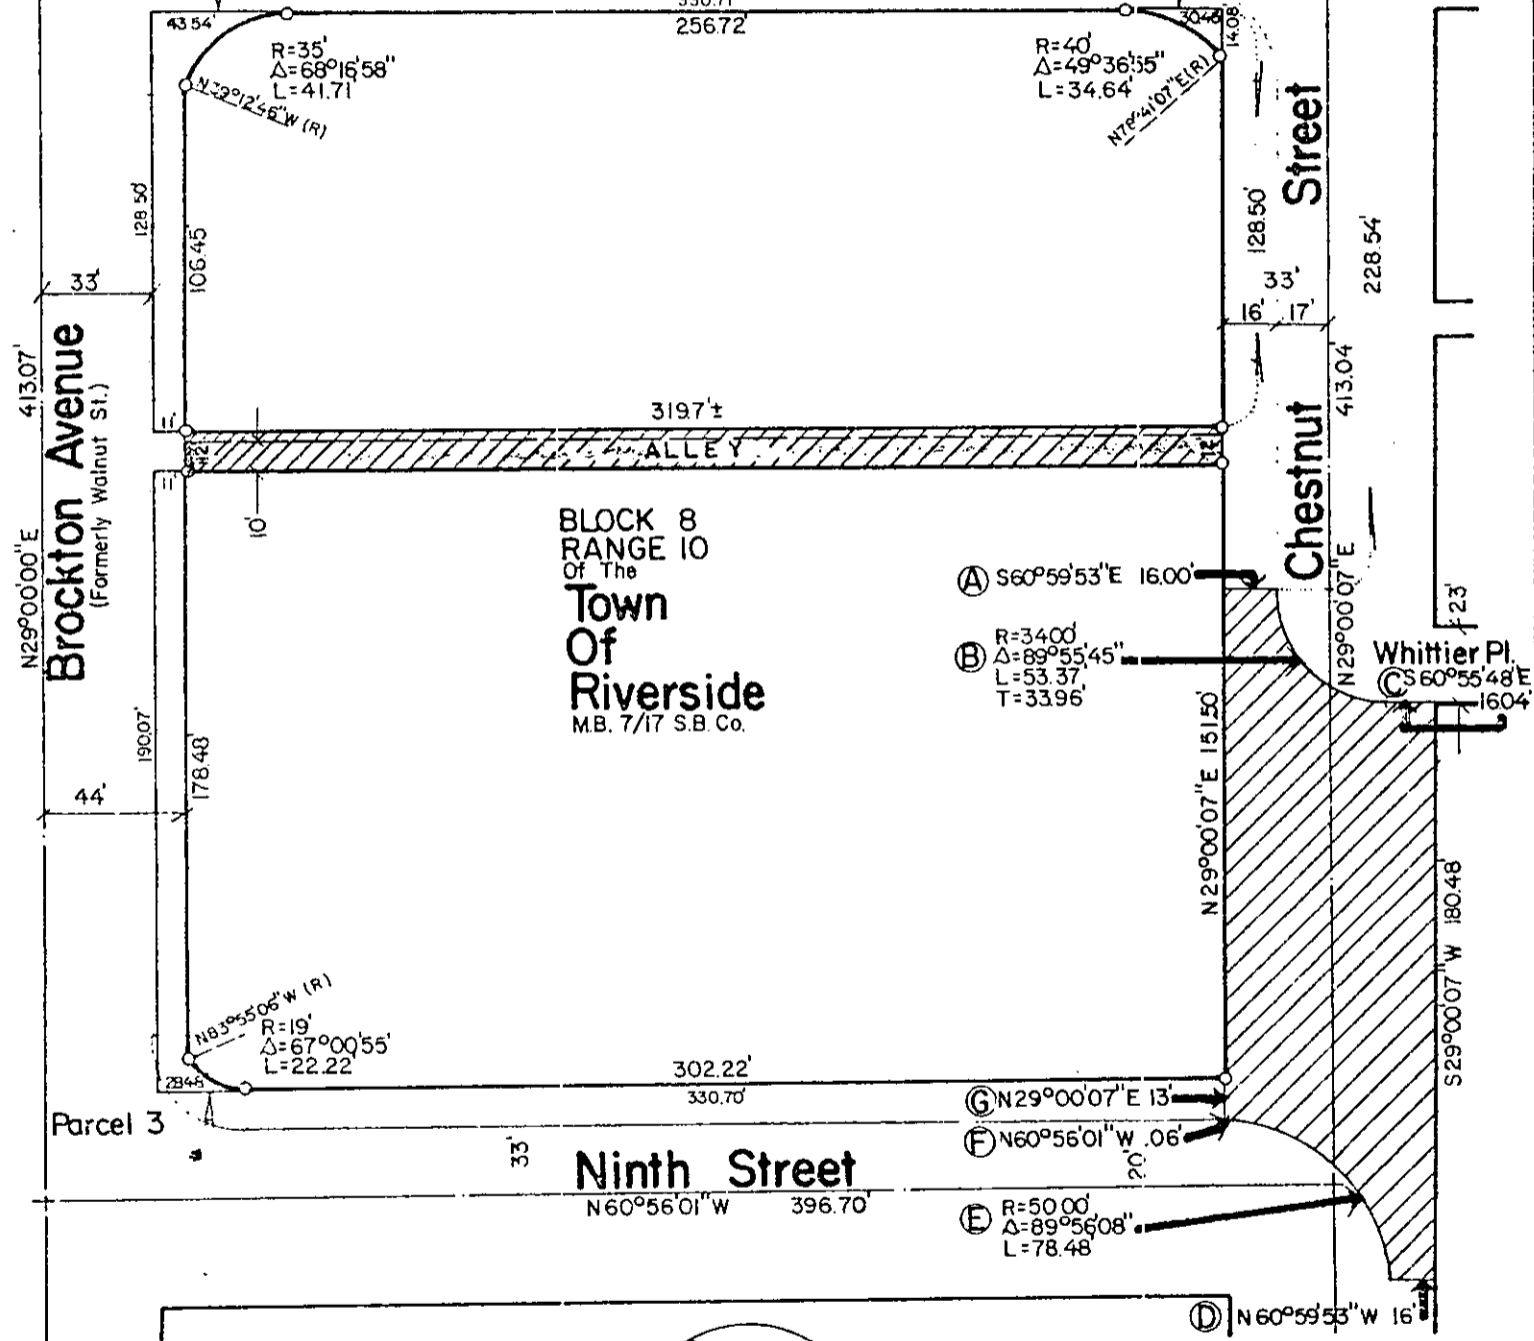 43.54'
256.72'
30.43'
14.08'
R=35'
Δ=68°16'58"
L=41.71'
R=40'
Δ=49°36'55"
L=34.64'
N78°41'07"E(R)
128.50'
106.45'
33'
Street
128.50'
228.54'
33'
16' 17'
Brockton Avenue
(Formerly Walnut St.)
413.07'
N29°00'00"E
11'
319.7'±
ALLEY
11'
10'
Chestnut
413.04'
N29°00'07"E
BLOCK 8
RANGE 10
Of The
Town
Of
Riverside
M.B. 7/17 S.B. Co.
Ⓐ S60°59'53"E 16.00'
Ⓑ R=34.00'
Δ=89°55'45"
L=53.37'
T=33.96'
23'
Whittier Pl.
Ⓒ S60°55'48"E
16.04'
190.07'
178.48'
44'
N29°00'07"E 151.50'
S29°00'07"W 180.48'
N83°55'06"W (R)
R=19'
Δ=67°00'55"
L=22.22'
28.48'
302.22'
330.70'
Parcel 3
Ⓖ N29°00'07"E 13'
Ⓕ N60°56'01"W .06'
33'
Ninth Street
20'
N60°56'01"W 396.70'
Ⓔ R=50.00'
Δ=89°56'08"
L=78.48'
Ⓓ N60°59'53"W 16'